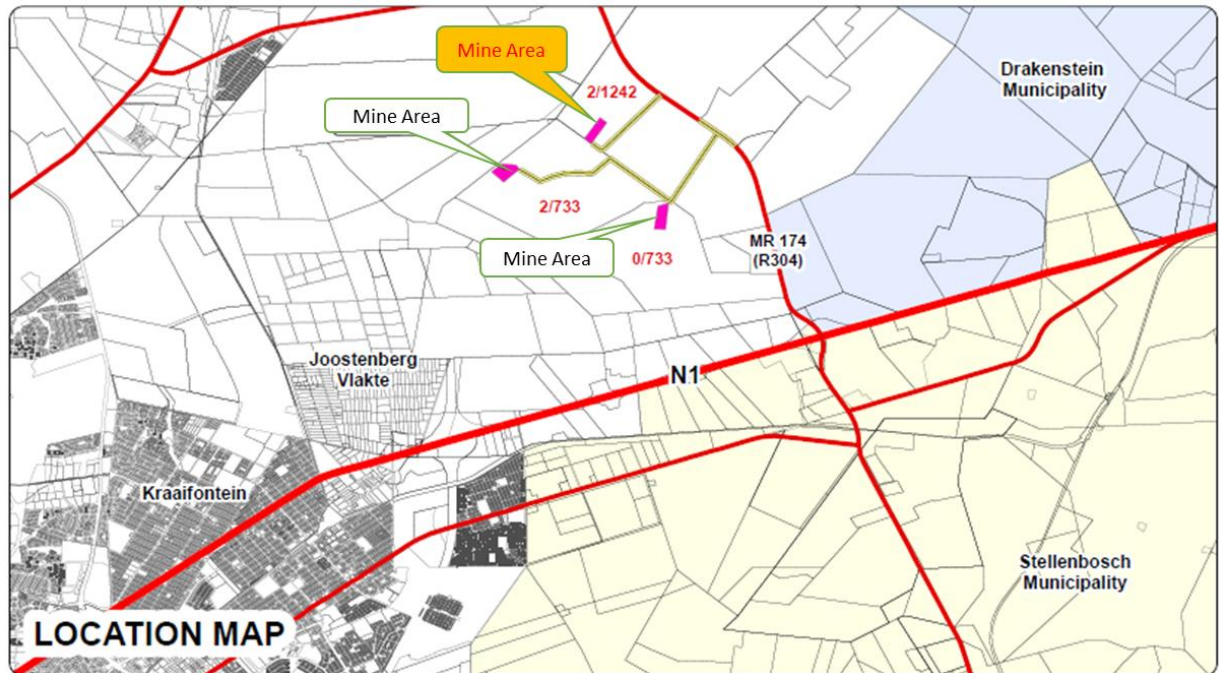 Mine Area
Drakenstein
Municipality
2/1242
Mine Area
2/733
MR 174
(R304)
Mine Area
0/733
Joostenberg
Vlakte
N1
Kraaifontein
Stellenbosch
Municipality
LOCATION MAP